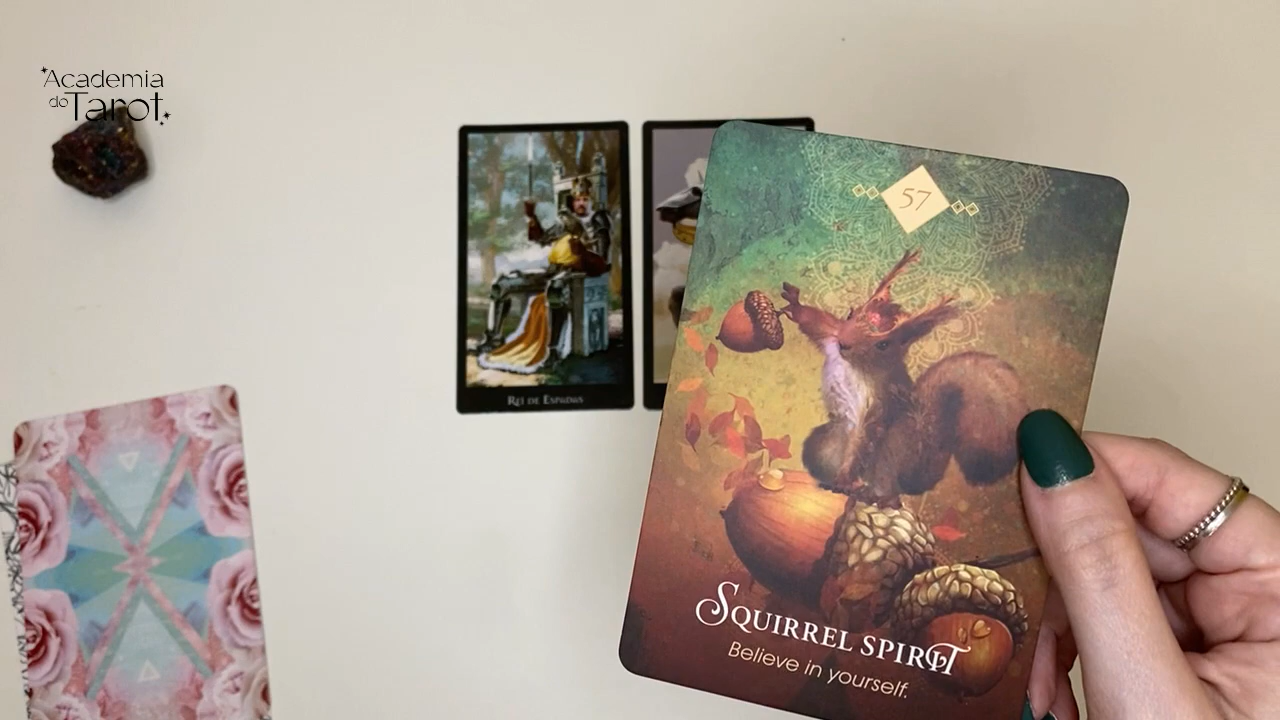 Academia
do Tarot
57
REI DE ESPADAS
SQUIRREL SPIRIT
Believe in yourself.